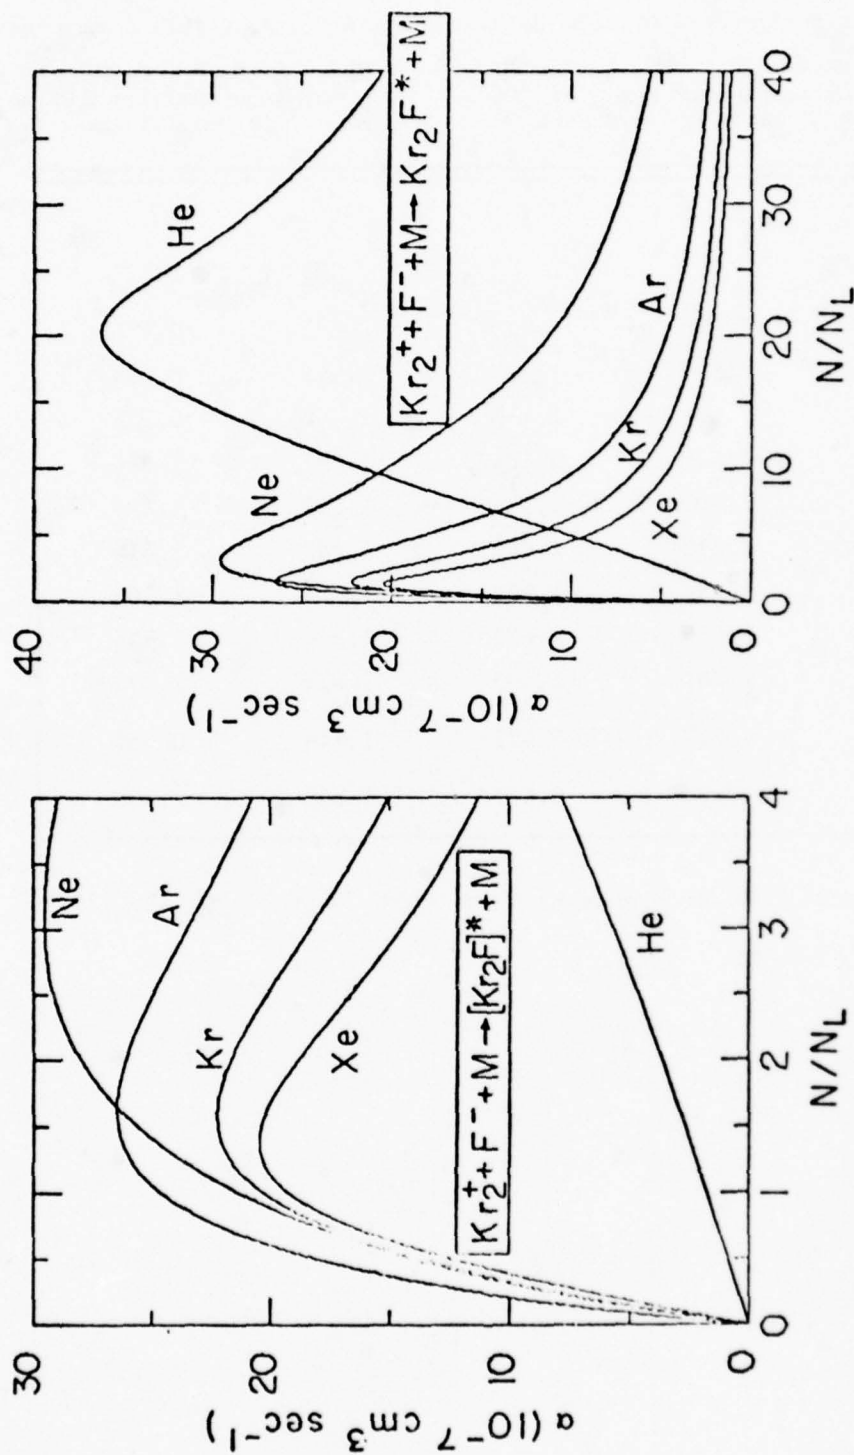 30
20
10
0
α (10⁻⁷ cm³ sec⁻¹)
Ne
Ar
Kr
Xe
He
Kr₂⁺ + F⁻ + M → [Kr₂F]* + M
0 1 2 3 4
N/N_L
40
30
20
10
0
α (10⁻⁷ cm³ sec⁻¹)
He
Ne
Ar
Kr
Xe
Kr₂⁺ + F⁻ + M → Kr₂F* + M
0 10 20 30 40
N/N_L